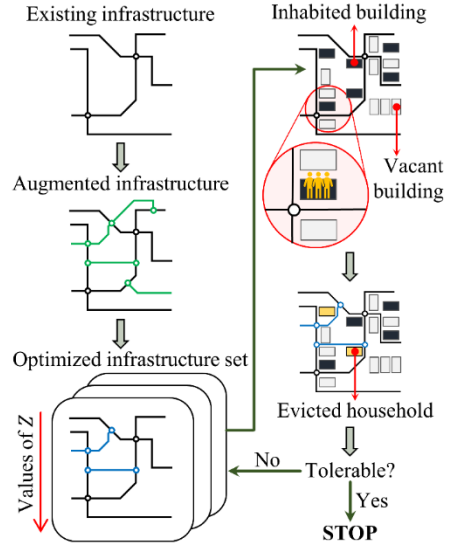 Existing infrastructure
Augmented infrastructure
Optimized infrastructure set
Values of Z
Inhabited building
Vacant
building
Evicted household
Tolerable?
No
Yes
STOP